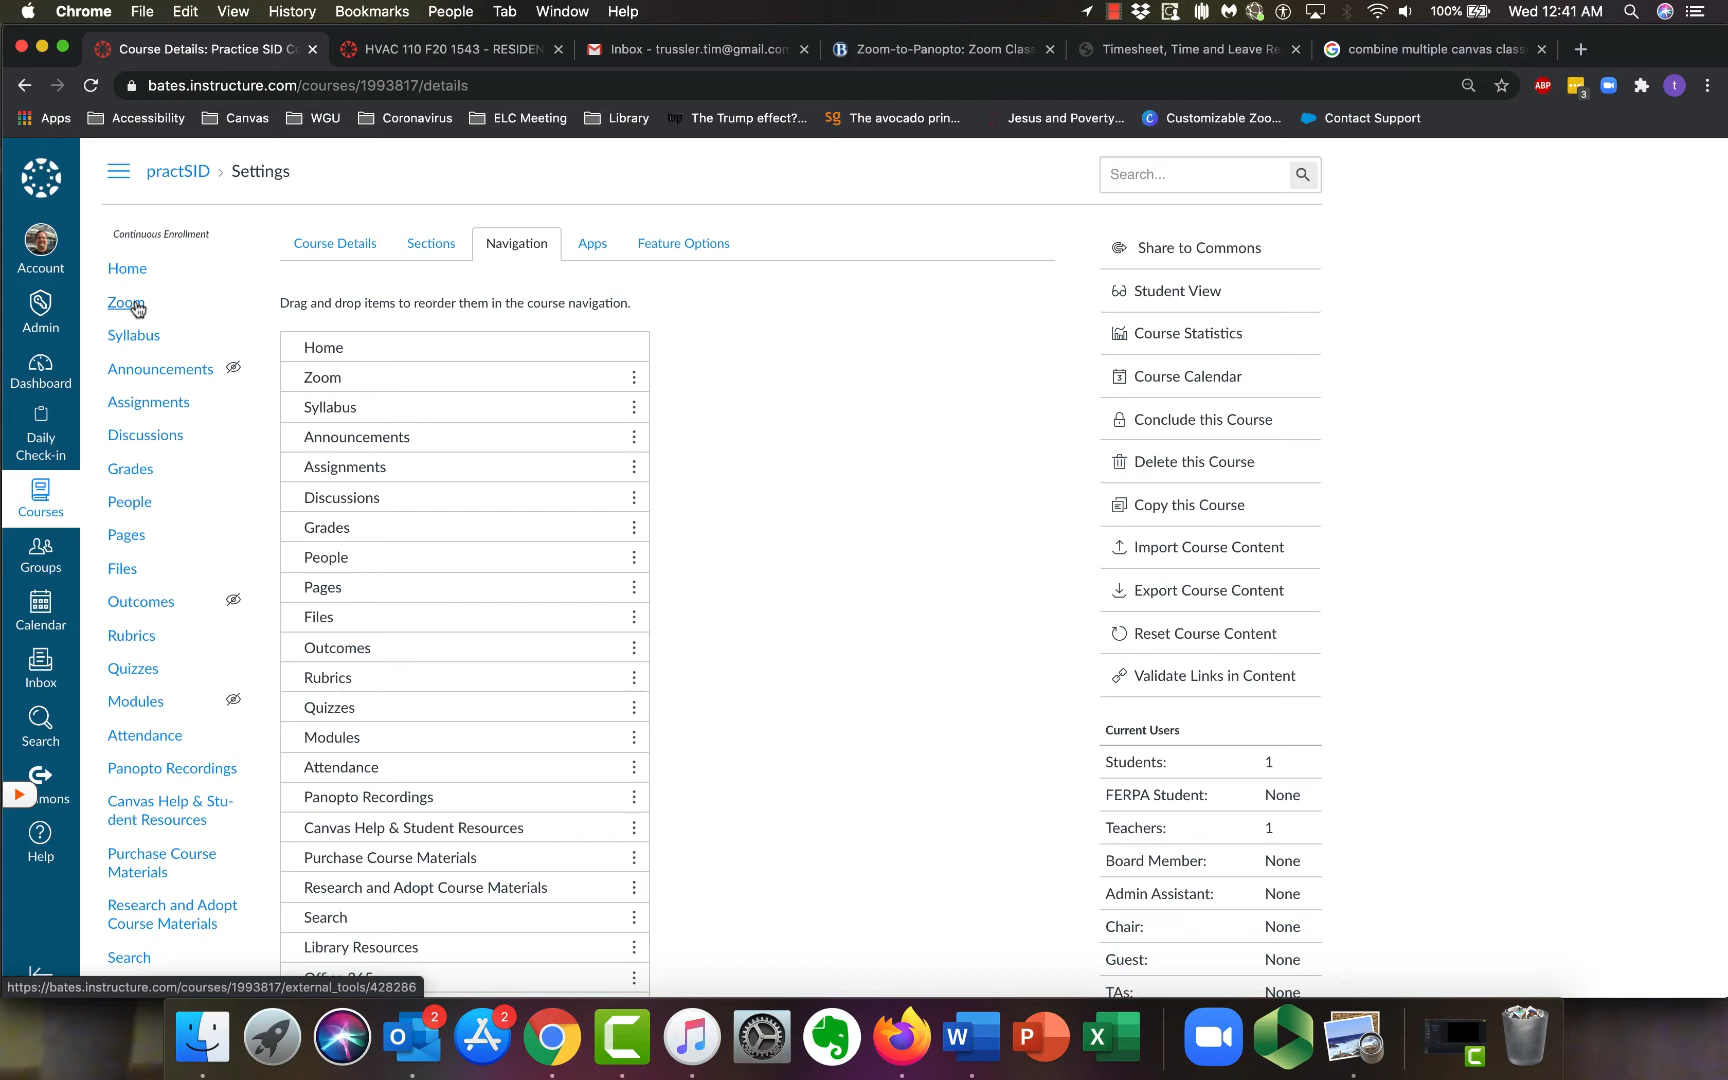 Chrome File Edit View History Bookmarks People Tab Window Help 100% Wed 12:41 AM
Course Details: Practice SID Co HVAC 110 F20 1543 - RESIDEN Inbox - trussler.tim@gmail.com Zoom-to-Panopto: Zoom Clas Timesheet, Time and Leave Re combine multiple canvas class
bates.instructure.com/courses/1993817/details ABP 3 t
Apps Accessibility Canvas WGU Coronavirus ELC Meeting Library The Trump effect?... sg The avocado prin... Jesus and Poverty... Customizable Zoo... Contact Support
practSID › Settings
Search...
Account
Admin
Dashboard
Daily
Check-in
Courses
Groups
Calendar
Inbox
Search
mons
Help
Continuous Enrollment
Home
Zoom
Syllabus
Announcements
Assignments
Discussions
Grades
People
Pages
Files
Outcomes
Rubrics
Quizzes
Modules
Attendance
Panopto Recordings
Canvas Help & Stu-
dent Resources
Purchase Course
Materials
Research and Adopt
Course Materials
Search
Course Details Sections Navigation Apps Feature Options
Drag and drop items to reorder them in the course navigation.
Home
Zoom
Syllabus
Announcements
Assignments
Discussions
Grades
People
Pages
Files
Outcomes
Rubrics
Quizzes
Modules
Attendance
Panopto Recordings
Canvas Help & Student Resources
Purchase Course Materials
Research and Adopt Course Materials
Search
Library Resources
Office 365
Share to Commons
Student View
Course Statistics
Course Calendar
Conclude this Course
Delete this Course
Copy this Course
Import Course Content
Export Course Content
Reset Course Content
Validate Links in Content
Current Users
Students: 1
FERPA Student: None
Teachers: 1
Board Member: None
Admin Assistant: None
Chair: None
Guest: None
TAs: None
https://bates.instructure.com/courses/1993817/external_tools/428286
2 2
W P X